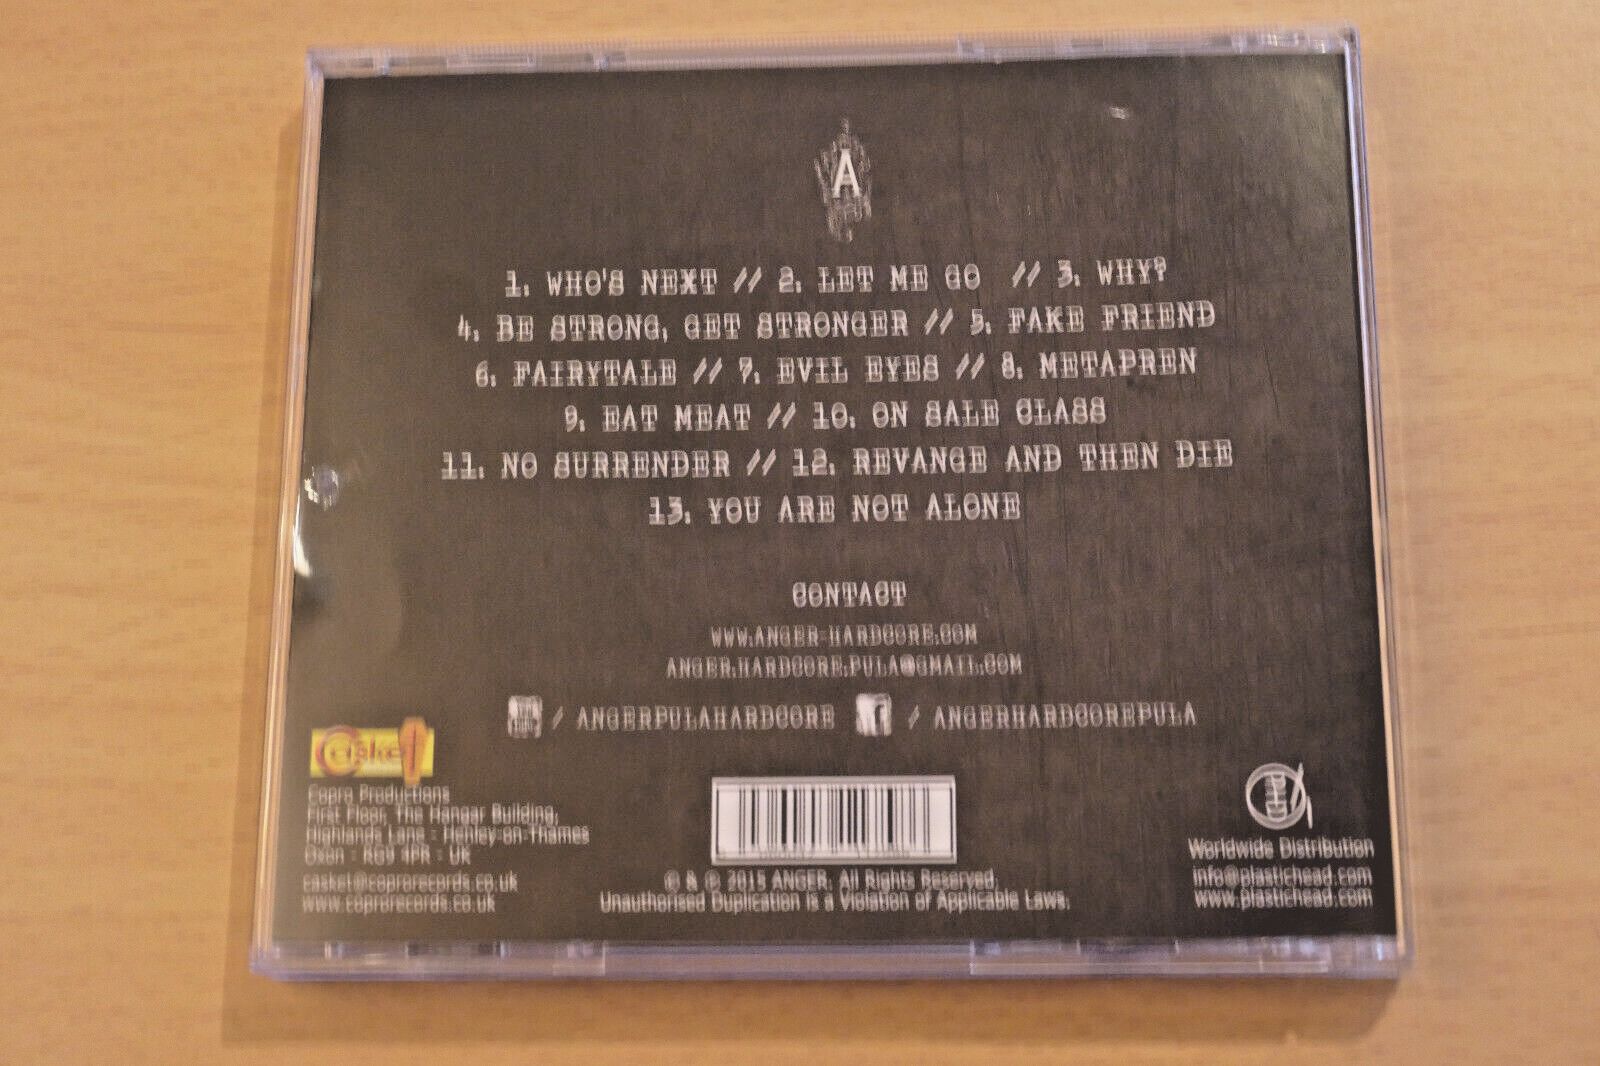 A
1. WHO'S NEXT // 2. LET ME GO // 3. WHY?
4. BE STRONG, GET STRONGER // 5. FAKE FRIEND
6. FAIRYTALE // 7. EVIL EYES // 8. METAPREN
9. EAT MEAT // 10. ON SALE CLASS
11. NO SURRENDER // 12. REVANGE AND THEN DIE
13. YOU ARE NOT ALONE
CONTACT
WWW.ANGER-HARDCORE.COM
ANGER.HARDCORE.PULA@GMAIL.COM
/ ANGERPULAHARDCORE f / ANGERHARDCOREPULA
Casket
Copro Productions
First Floor, The Hangar Building,
Highlands Lane - Henley-on-Thames
Oxon - RG9 4PR - UK
casket@coprorecords.co.uk
www.coprorecords.co.uk
© & ℗ 2015 ANGER. All Rights Reserved.
Unauthorised Duplication is a Violation of Applicable Laws.
PHD
Worldwide Distribution
info@plastichead.com
www.plastichead.com